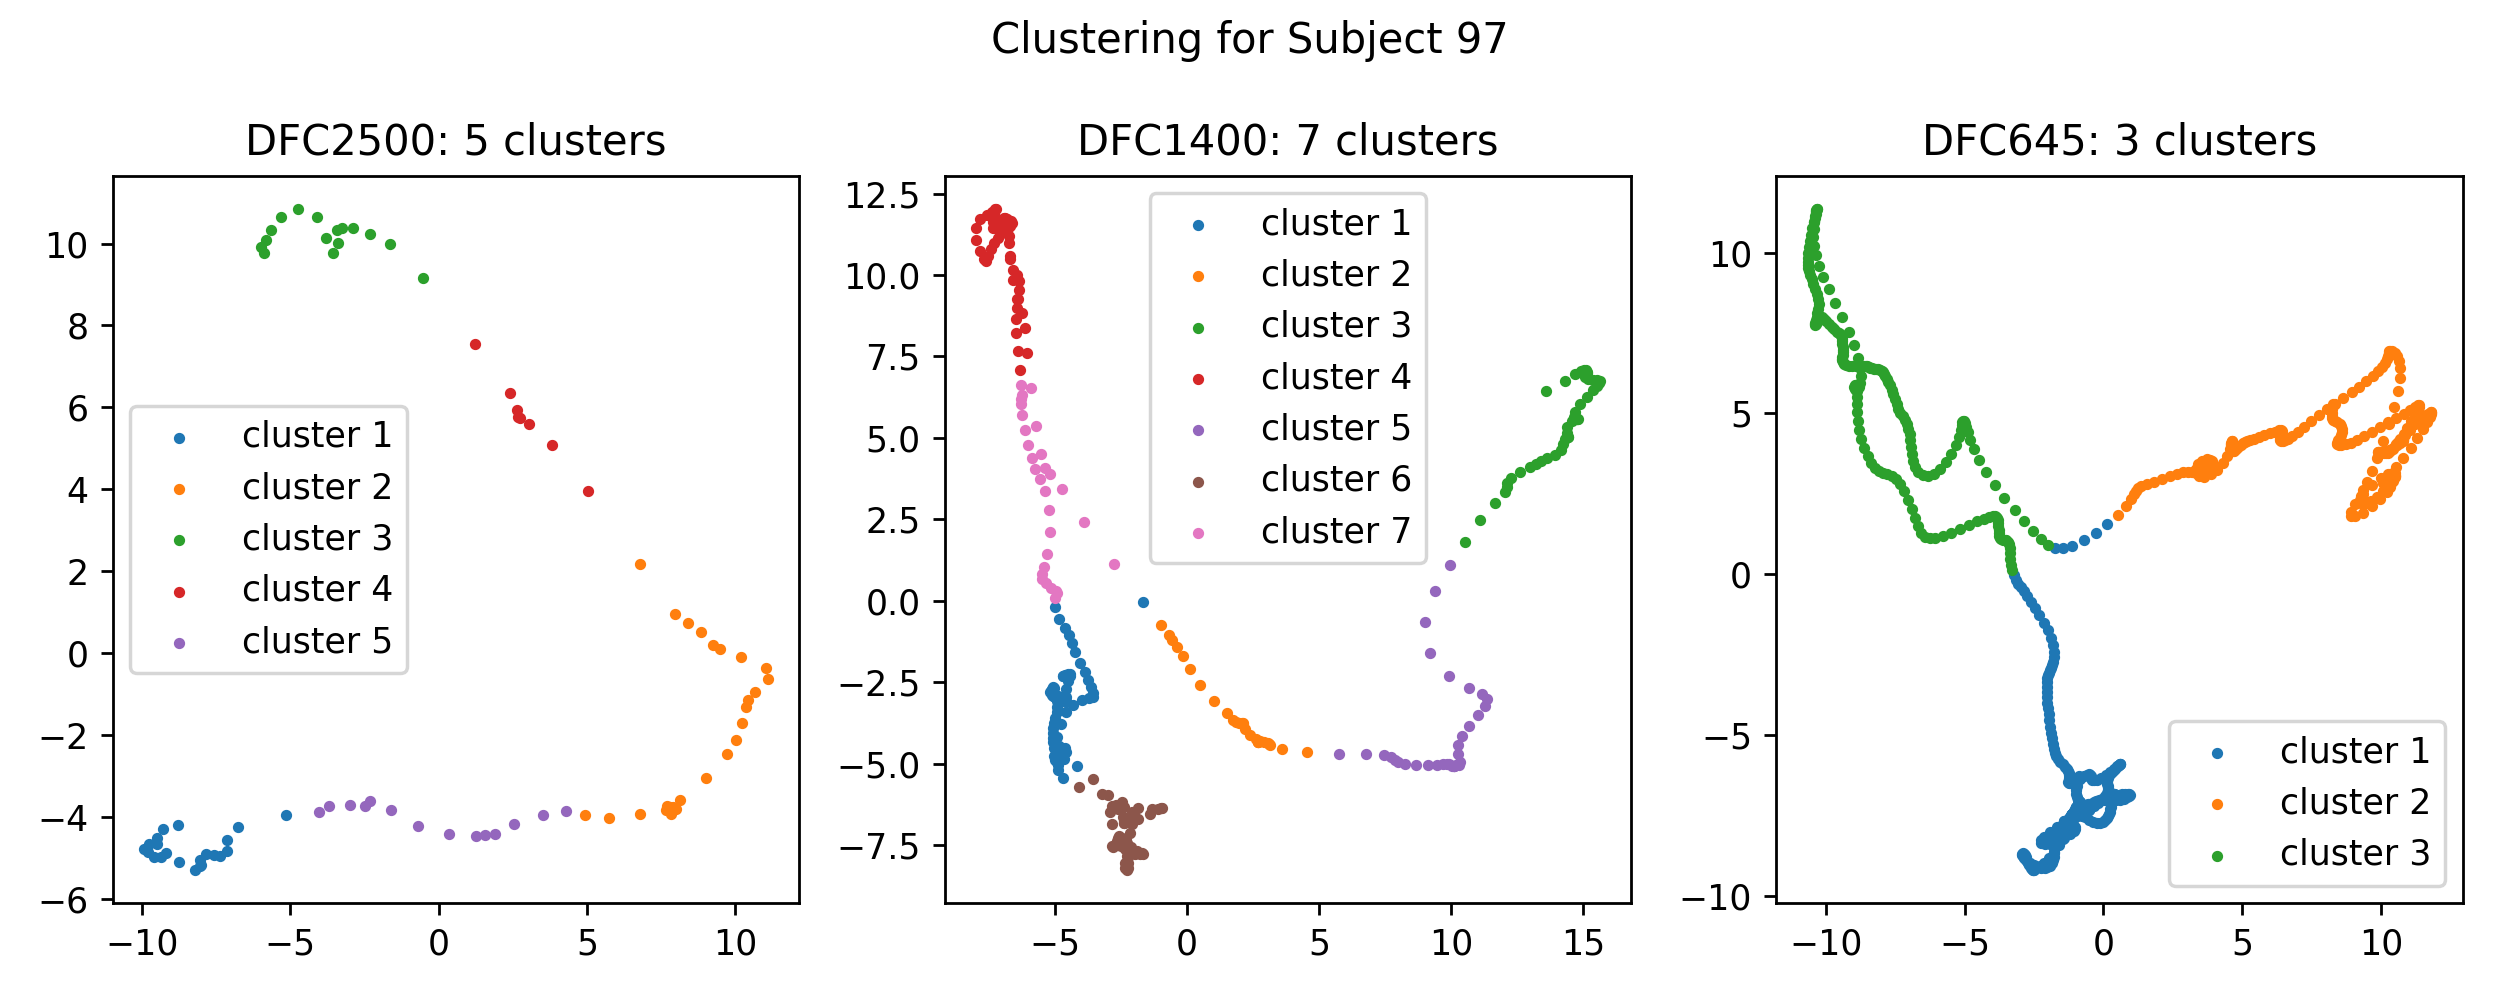 Clustering for Subject 97
DFC2500: 5 clusters
10
8
6
4
2
0
−2
−4
−6
−10
−5
0
5
10
cluster 1
cluster 2
cluster 3
cluster 4
cluster 5
DFC1400: 7 clusters
12.5
10.0
7.5
5.0
2.5
0.0
−2.5
−5.0
−7.5
−5
0
5
10
15
cluster 1
cluster 2
cluster 3
cluster 4
cluster 5
cluster 6
cluster 7
DFC645: 3 clusters
10
5
0
−5
−10
−10
−5
0
5
10
cluster 1
cluster 2
cluster 3